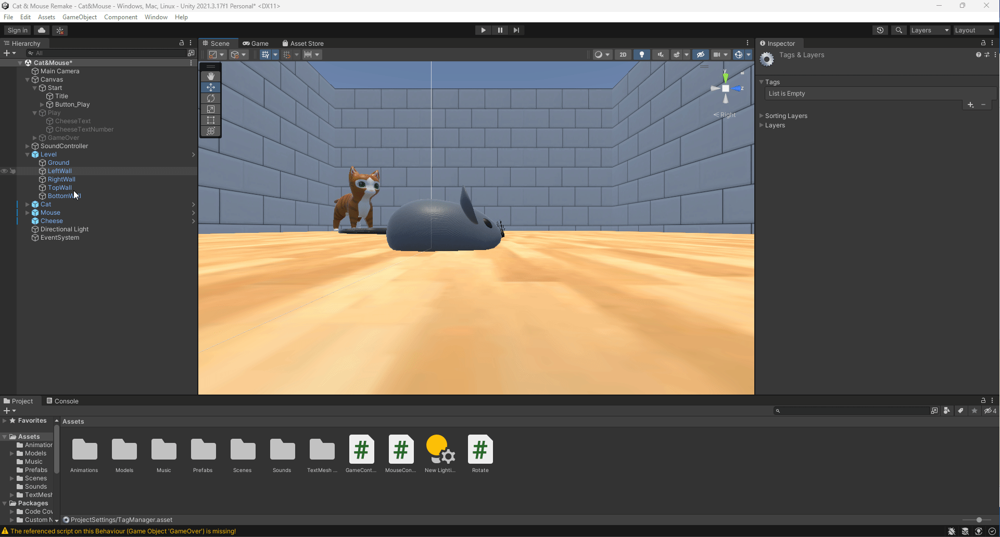 Cat & Mouse Remake - Cat&Mouse - Windows, Mac, Linux - Unity 2021.3.17f1 Personal* <DX11>
File Edit Assets GameObject Component Window Help
Sign in
Layers
Layout
Hierarchy
All
Cat&Mouse*
Main Camera
Canvas
Start
Title
Button_Play
Play
CheeseText
CheeseTextNumber
GameOver
SoundController
Level
Ground
LeftWall
RightWall
TopWall
BottomW
Cat
Mouse
Cheese
Directional Light
EventSystem
Scene
Game
Asset Store
2D
y
z
< Right
Inspector
Tags & Layers
Tags
List is Empty
Sorting Layers
Layers
Project
Console
4
Favorites
Assets
Animation
Models
Music
Prefabs
Scenes
Sounds
TextMesh
Packages
Code Cov
Custom N
Assets
Animations
Models
Music
Prefabs
Scenes
Sounds
TextMesh ...
GameCont...
MouseCon...
New Lighti...
Rotate
ProjectSettings/TagManager.asset
The referenced script on this Behaviour (Game Object 'GameOver') is missing!